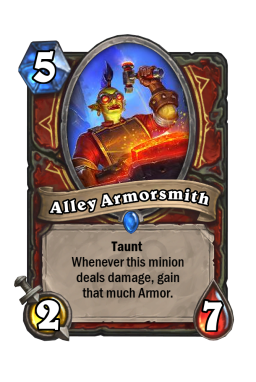 5
Alley Armorsmith
Taunt
Whenever this minion
deals damage, gain
that much Armor.
2
7